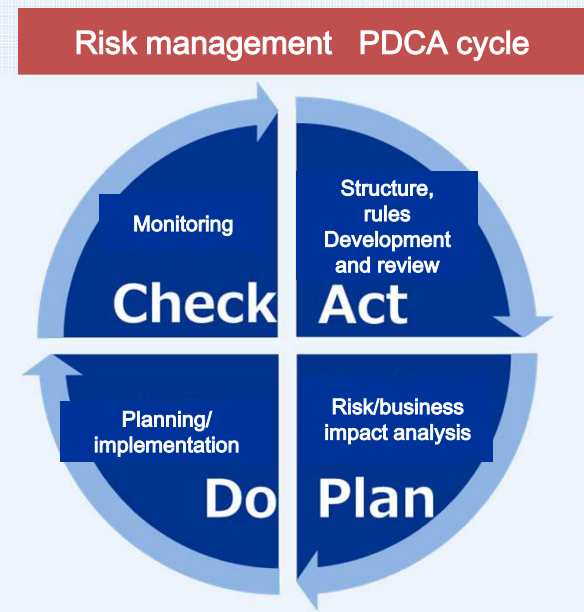 Risk management PDCA cycle
Monitoring
Check
Structure,
rules
Development
and review
Act
Planning/
implementation
Do
Risk/business
impact analysis
Plan